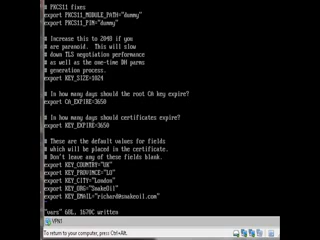 # PKCS11 fixes
export PKCS11_MODULE_PATH="dummy"
export PKCS11_PIN="dummy"
# Increase this to 2048 if you
# are paranoid. This will slow
# down TLS negotiation performance
# as well as the one-time DH parms
# generation process.
export KEY_SIZE=1024
# In how many days should the root CA key expire?
export CA_EXPIRE=3650
# In how many days should certificates expire?
export KEY_EXPIRE=3650
# These are the default values for fields
# which will be placed in the certificate.
# Don't leave any of these fields blank.
export KEY_COUNTRY="UK"
export KEY_PROVINCE="LO"
export KEY_CITY="London"
export KEY_ORG="SnakeOil"
export KEY_EMAIL="richard@snakeoil.com"
"vars" 68L, 1670C written
VPN1
To return to your computer, press Ctrl+Alt.